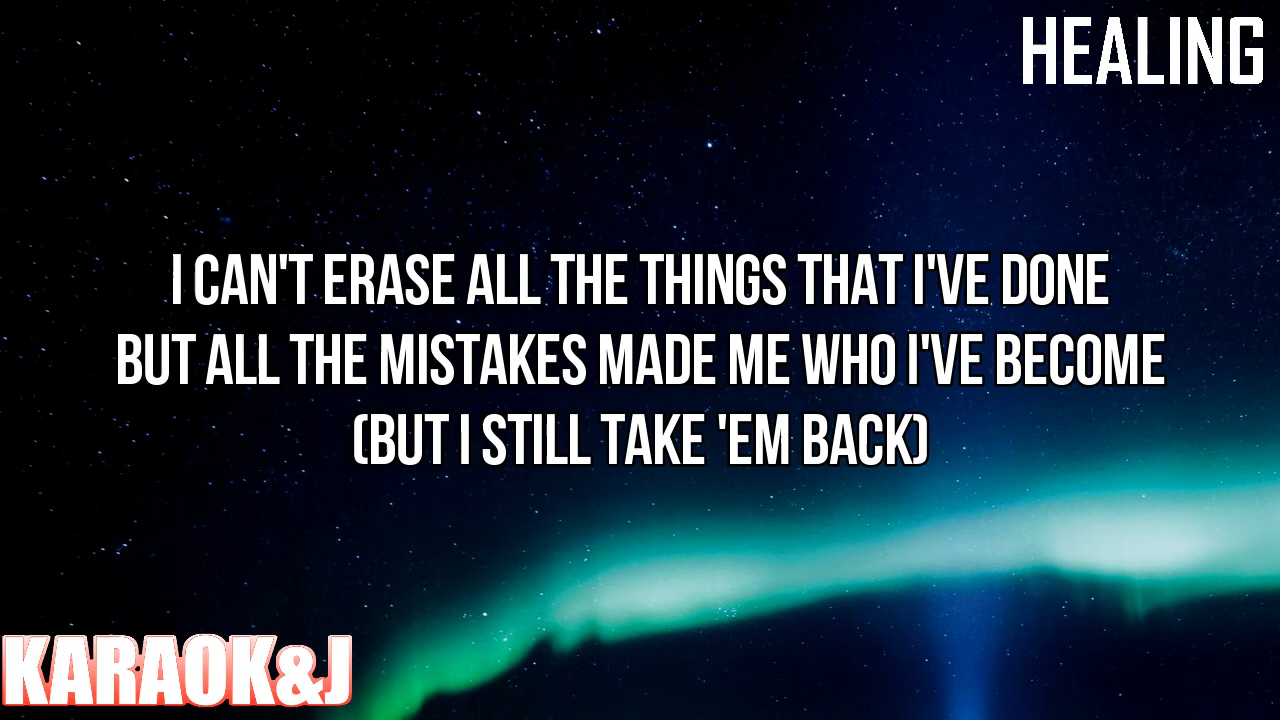 HEALING
I CAN'T ERASE ALL THE THINGS THAT I'VE DONE
BUT ALL THE MISTAKES MADE ME WHO I'VE BECOME
(BUT I STILL TAKE 'EM BACK)
KARAOK&J